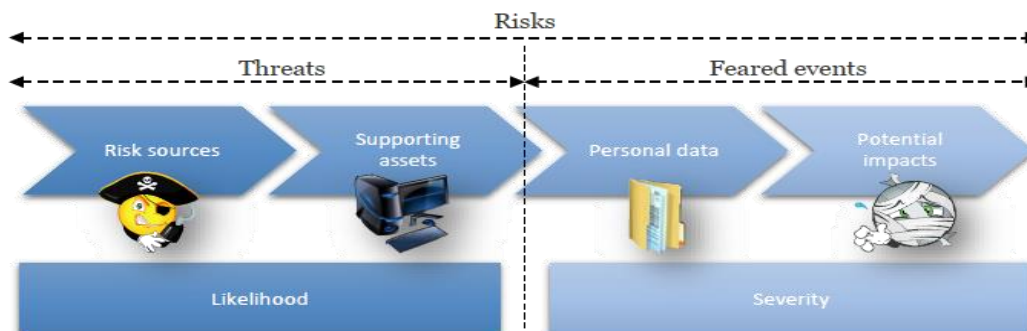 Risks
Threats
Feared events
Risk sources
Supporting
assets
Personal data
Potential
impacts
Likelihood
Severity